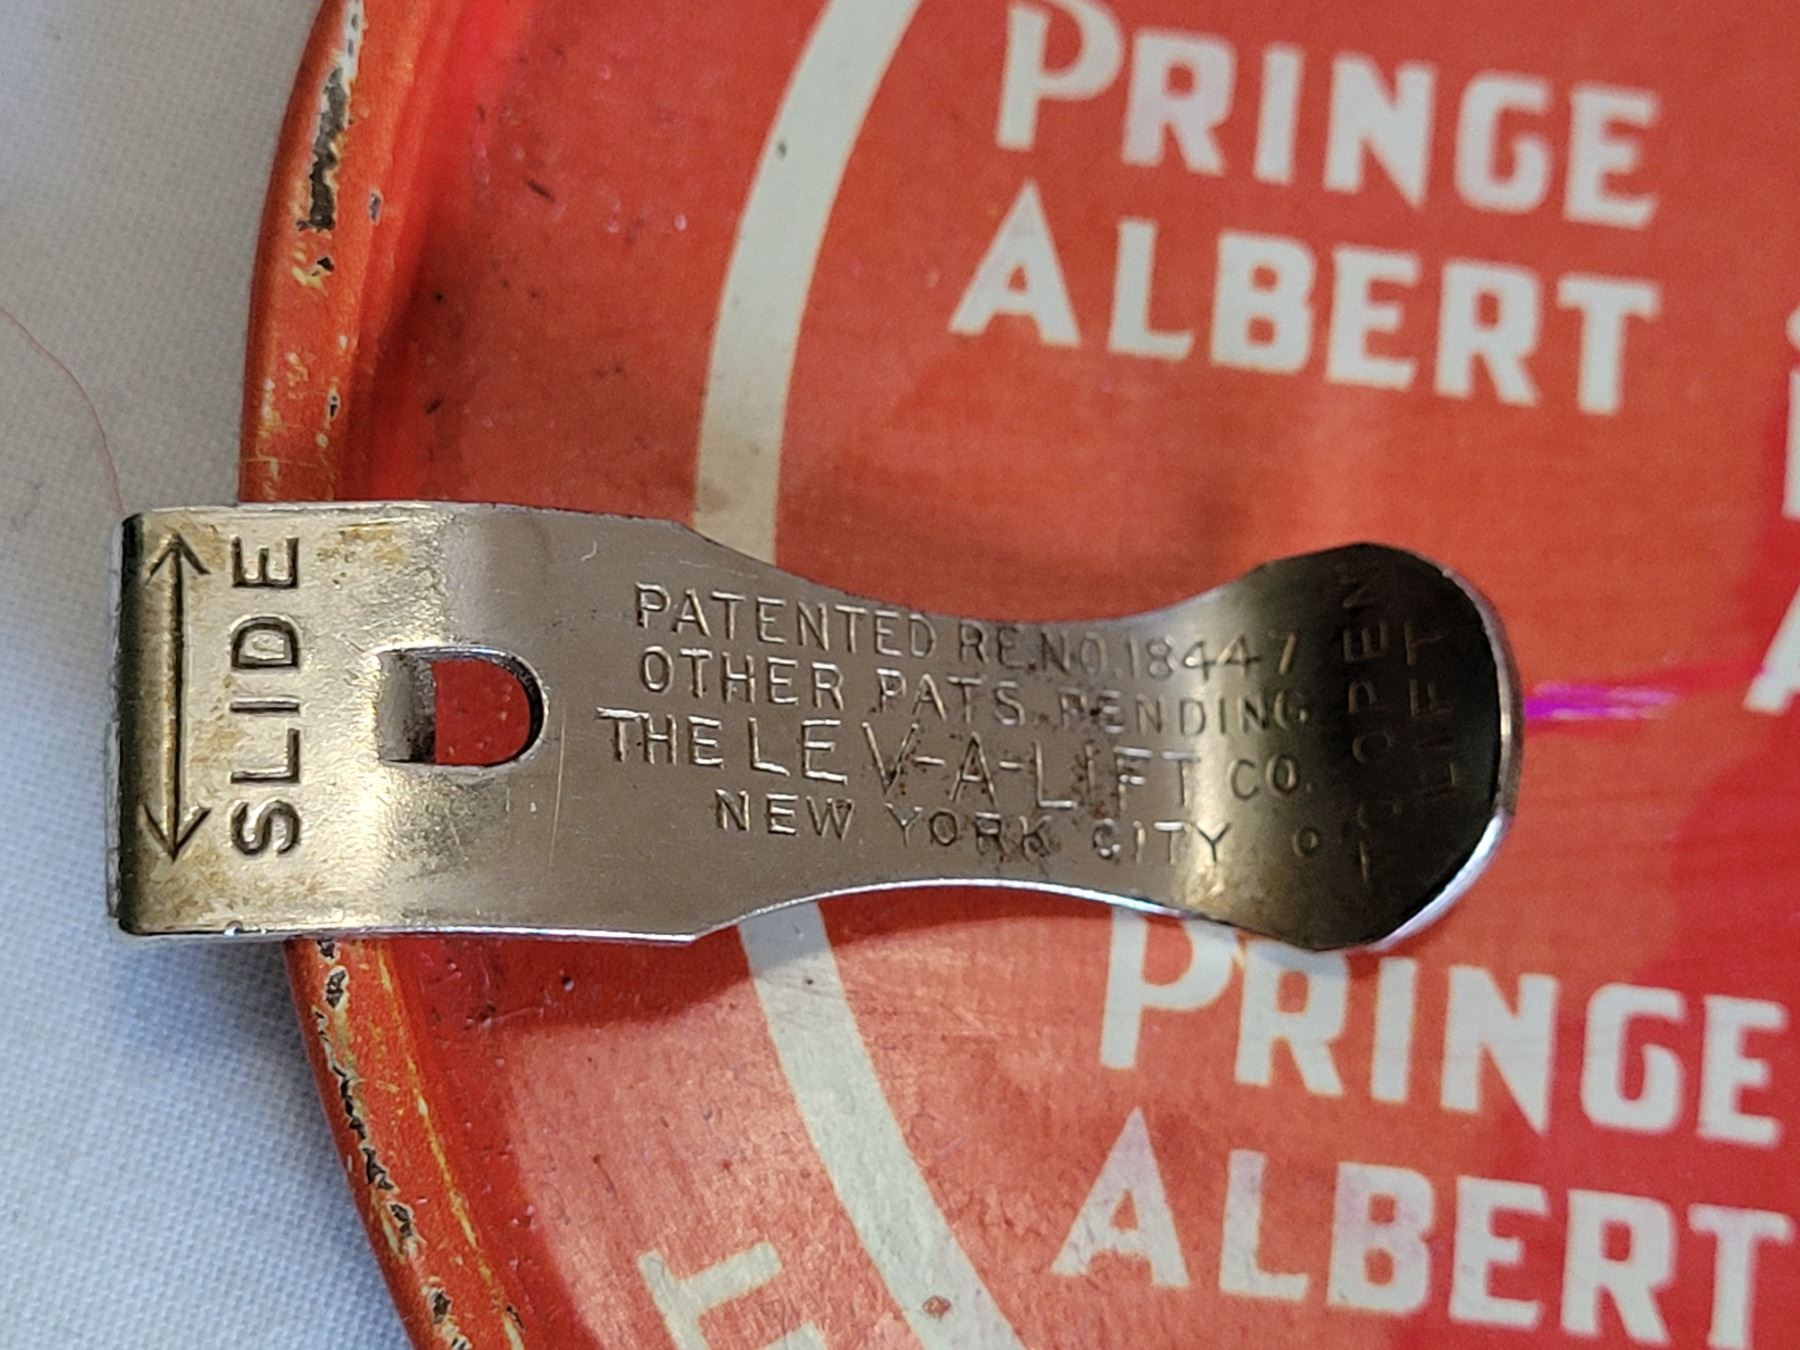 PRINCE
ALBERT
SLIDE
PATENTED RE.NO.18447
OTHER PATS. PENDING
THE LEV-A-LIFT CO.
NEW YORK CITY
TO OPEN
LIFT
PRINCE
ALBERT